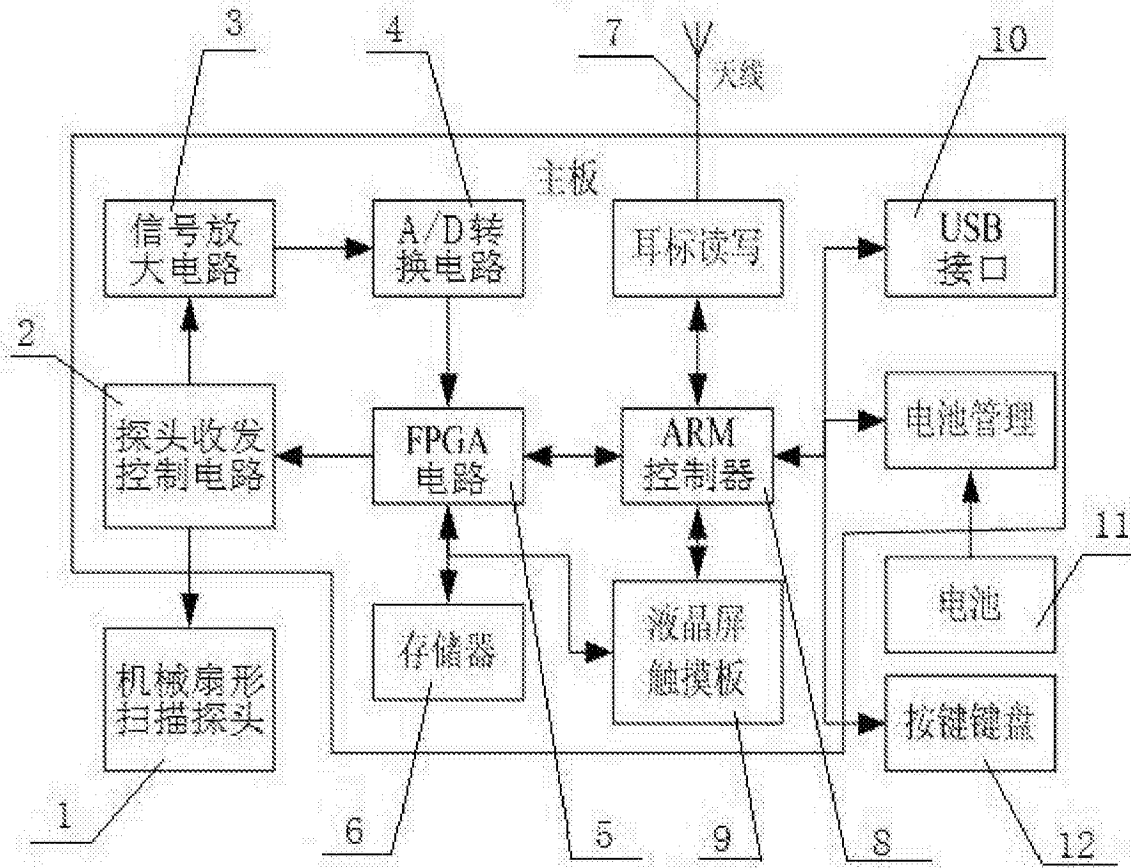 3
4
7
10
天线
主板
信号放
大电路
A/D转
换电路
耳标读写
USB
接口
2
探头收发
控制电路
FPGA
电路
ARM
控制器
电池管理
11
机械扇形
扫描探头
存储器
液晶屏
触摸板
电池
按键键盘
1
6
5
9
8
12